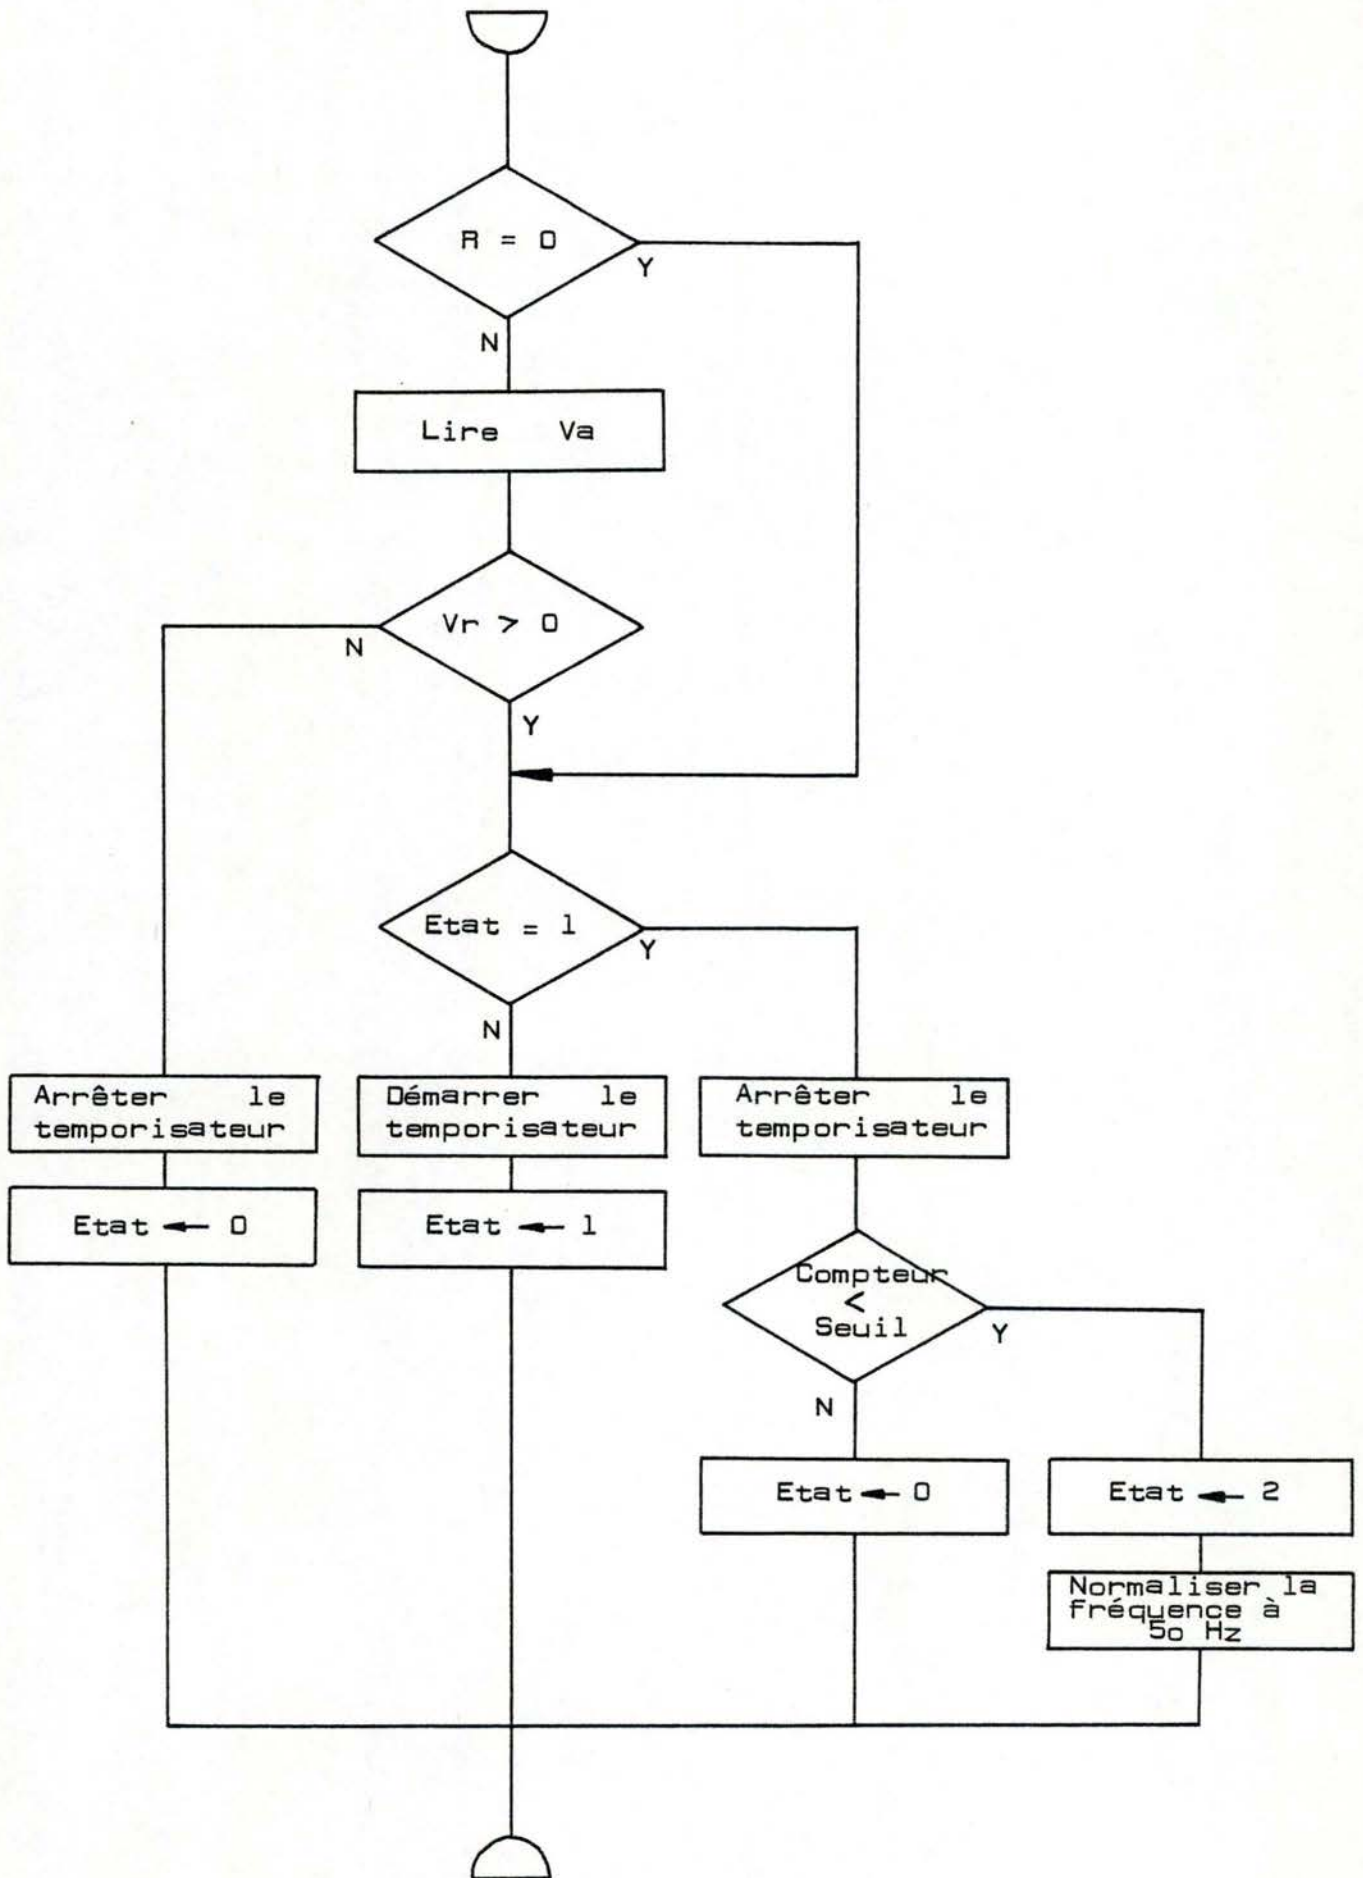 R = 0
Y
N
Lire Va
Vr > 0
N
Y
Etat = 1
Y
N
Arrêter le
temporisateur
Démarrer le
temporisateur
Arrêter le
temporisateur
Etat ← 0
Etat ← 1
Compteur
<
Seuil
Y
N
Etat ← 0
Etat ← 2
Normaliser la
fréquence à
50 Hz